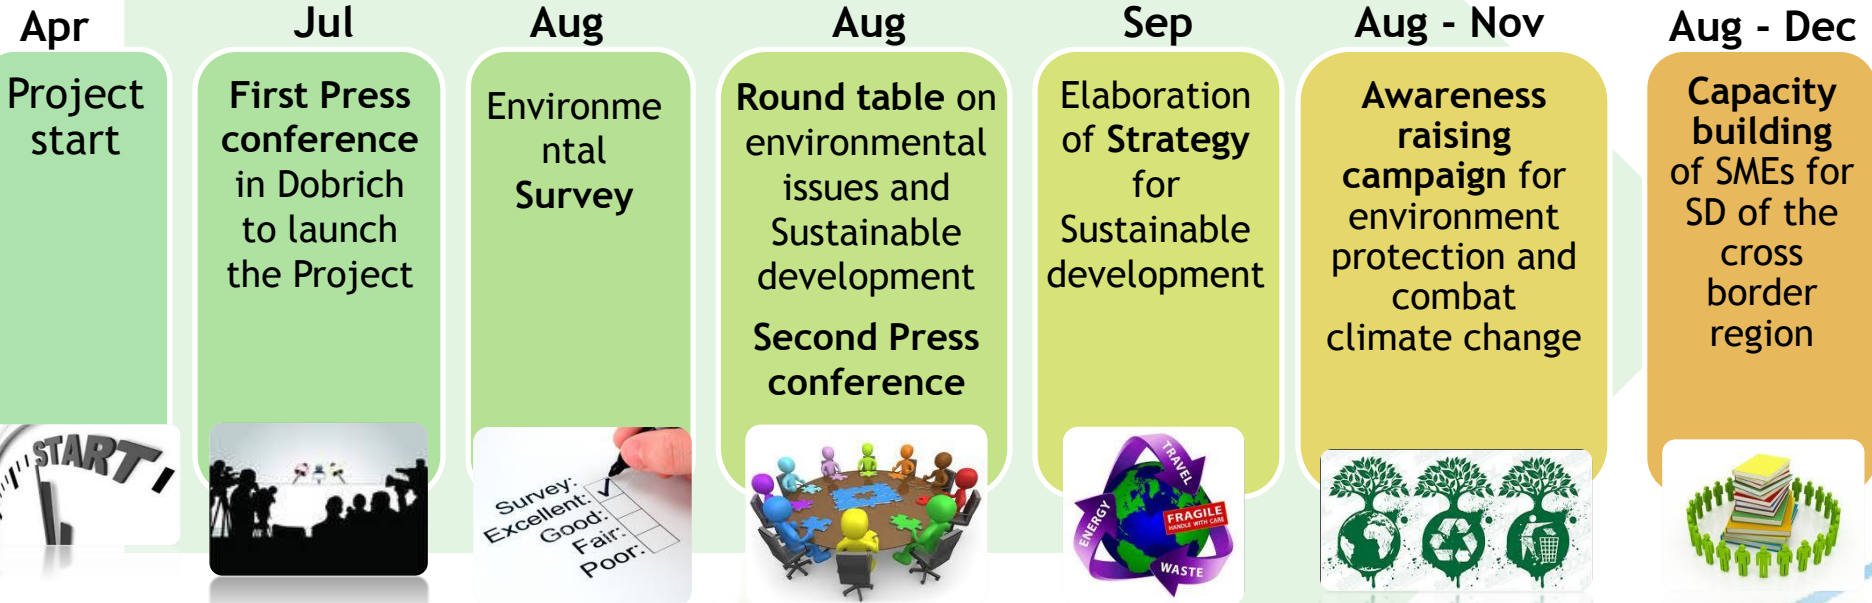 Apr
Project
start
START
Jul
First Press
conference
in Dobrich
to launch
the Project
Aug
Environme
ntal
Survey
Survey:
Excellent:
Good:
Fair:
Poor:
Aug
Round table on
environmental
issues and
Sustainable
development
Second Press
conference
Sep
Elaboration
of Strategy
for
Sustainable
development
TRAVEL
ENERGY
FRAGILE
HANDLE WITH CARE
WASTE
Aug - Nov
Awareness
raising
campaign for
environment
protection and
combat
climate change
Aug - Dec
Capacity
building
of SMEs for
SD of the
cross
border
region